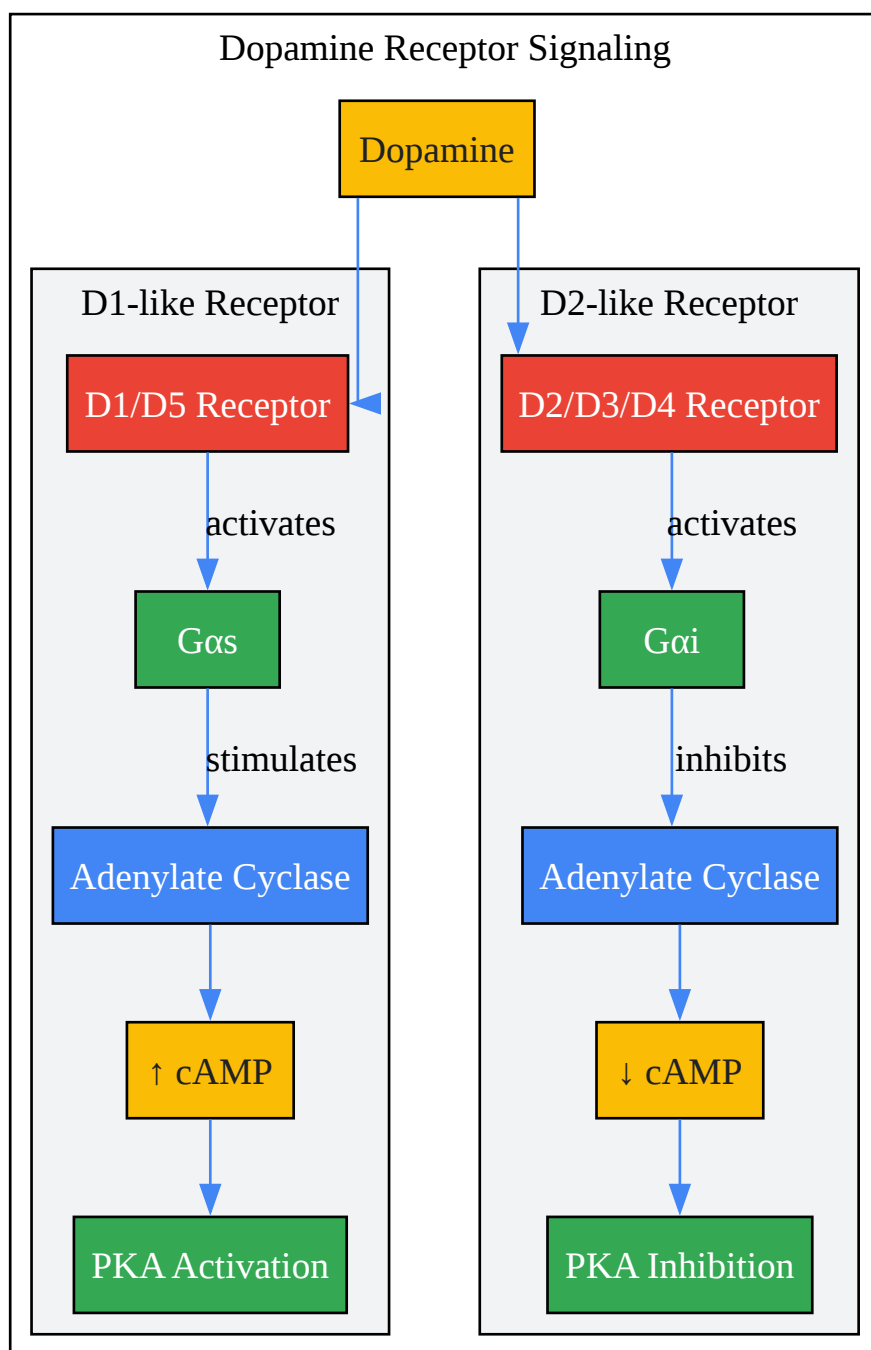 Dopamine Receptor Signaling
Dopamine
D1-like Receptor
D1/D5 Receptor
activates
Gαs
stimulates
Adenylate Cyclase
↑ cAMP
PKA Activation
D2-like Receptor
D2/D3/D4 Receptor
activates
Gαi
inhibits
Adenylate Cyclase
↓ cAMP
PKA Inhibition